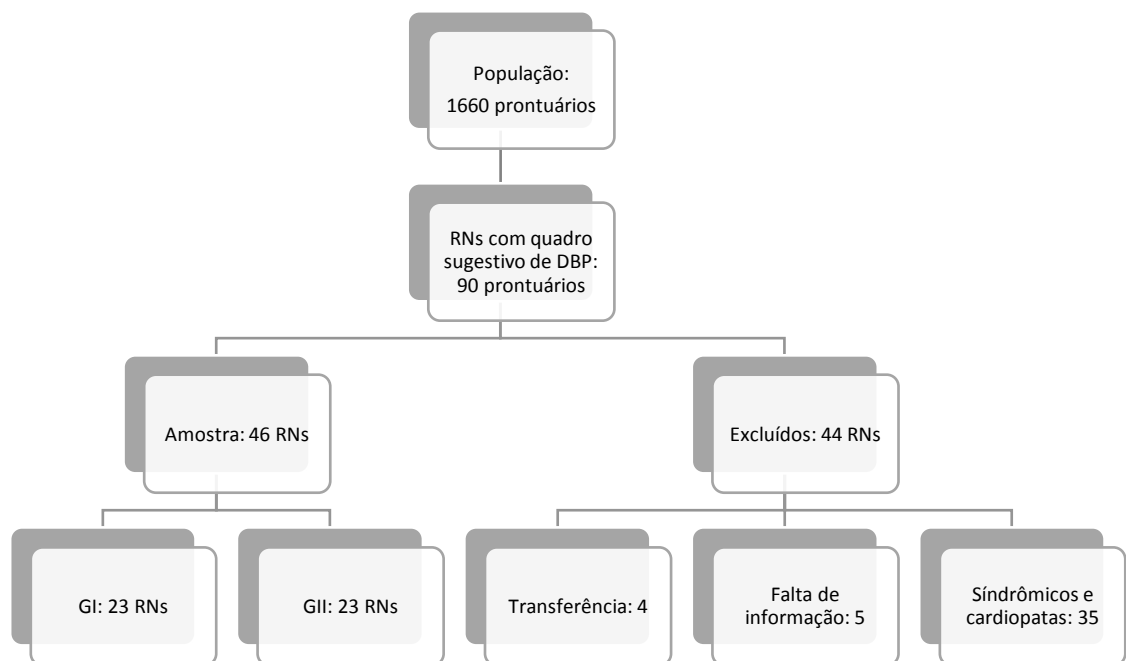 População:
1660 prontuários
RNs com quadro
sugestivo de DBP:
90 prontuários
Amostra: 46 RNs
Excluídos: 44 RNs
GI: 23 RNs
GII: 23 RNs
Transferência: 4
Falta de
informação: 5
Síndrômicos e
cardiopatas: 35